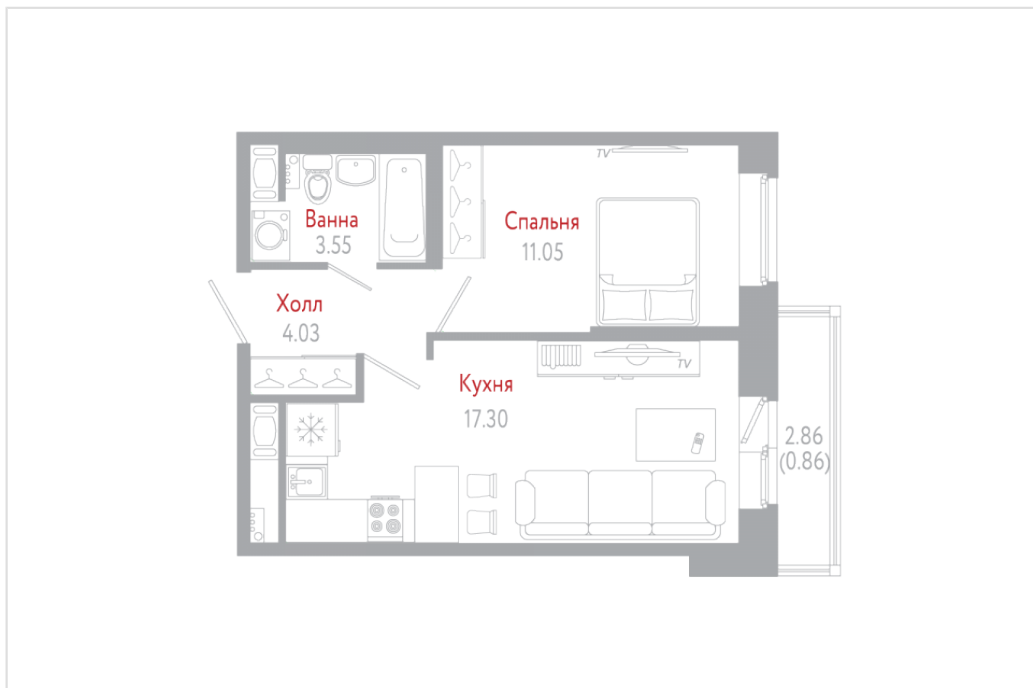 TV
Ванна
3.55
Спальня
11.05
Холл
4.03
TV
Кухня
17.30
2.86
(0.86)